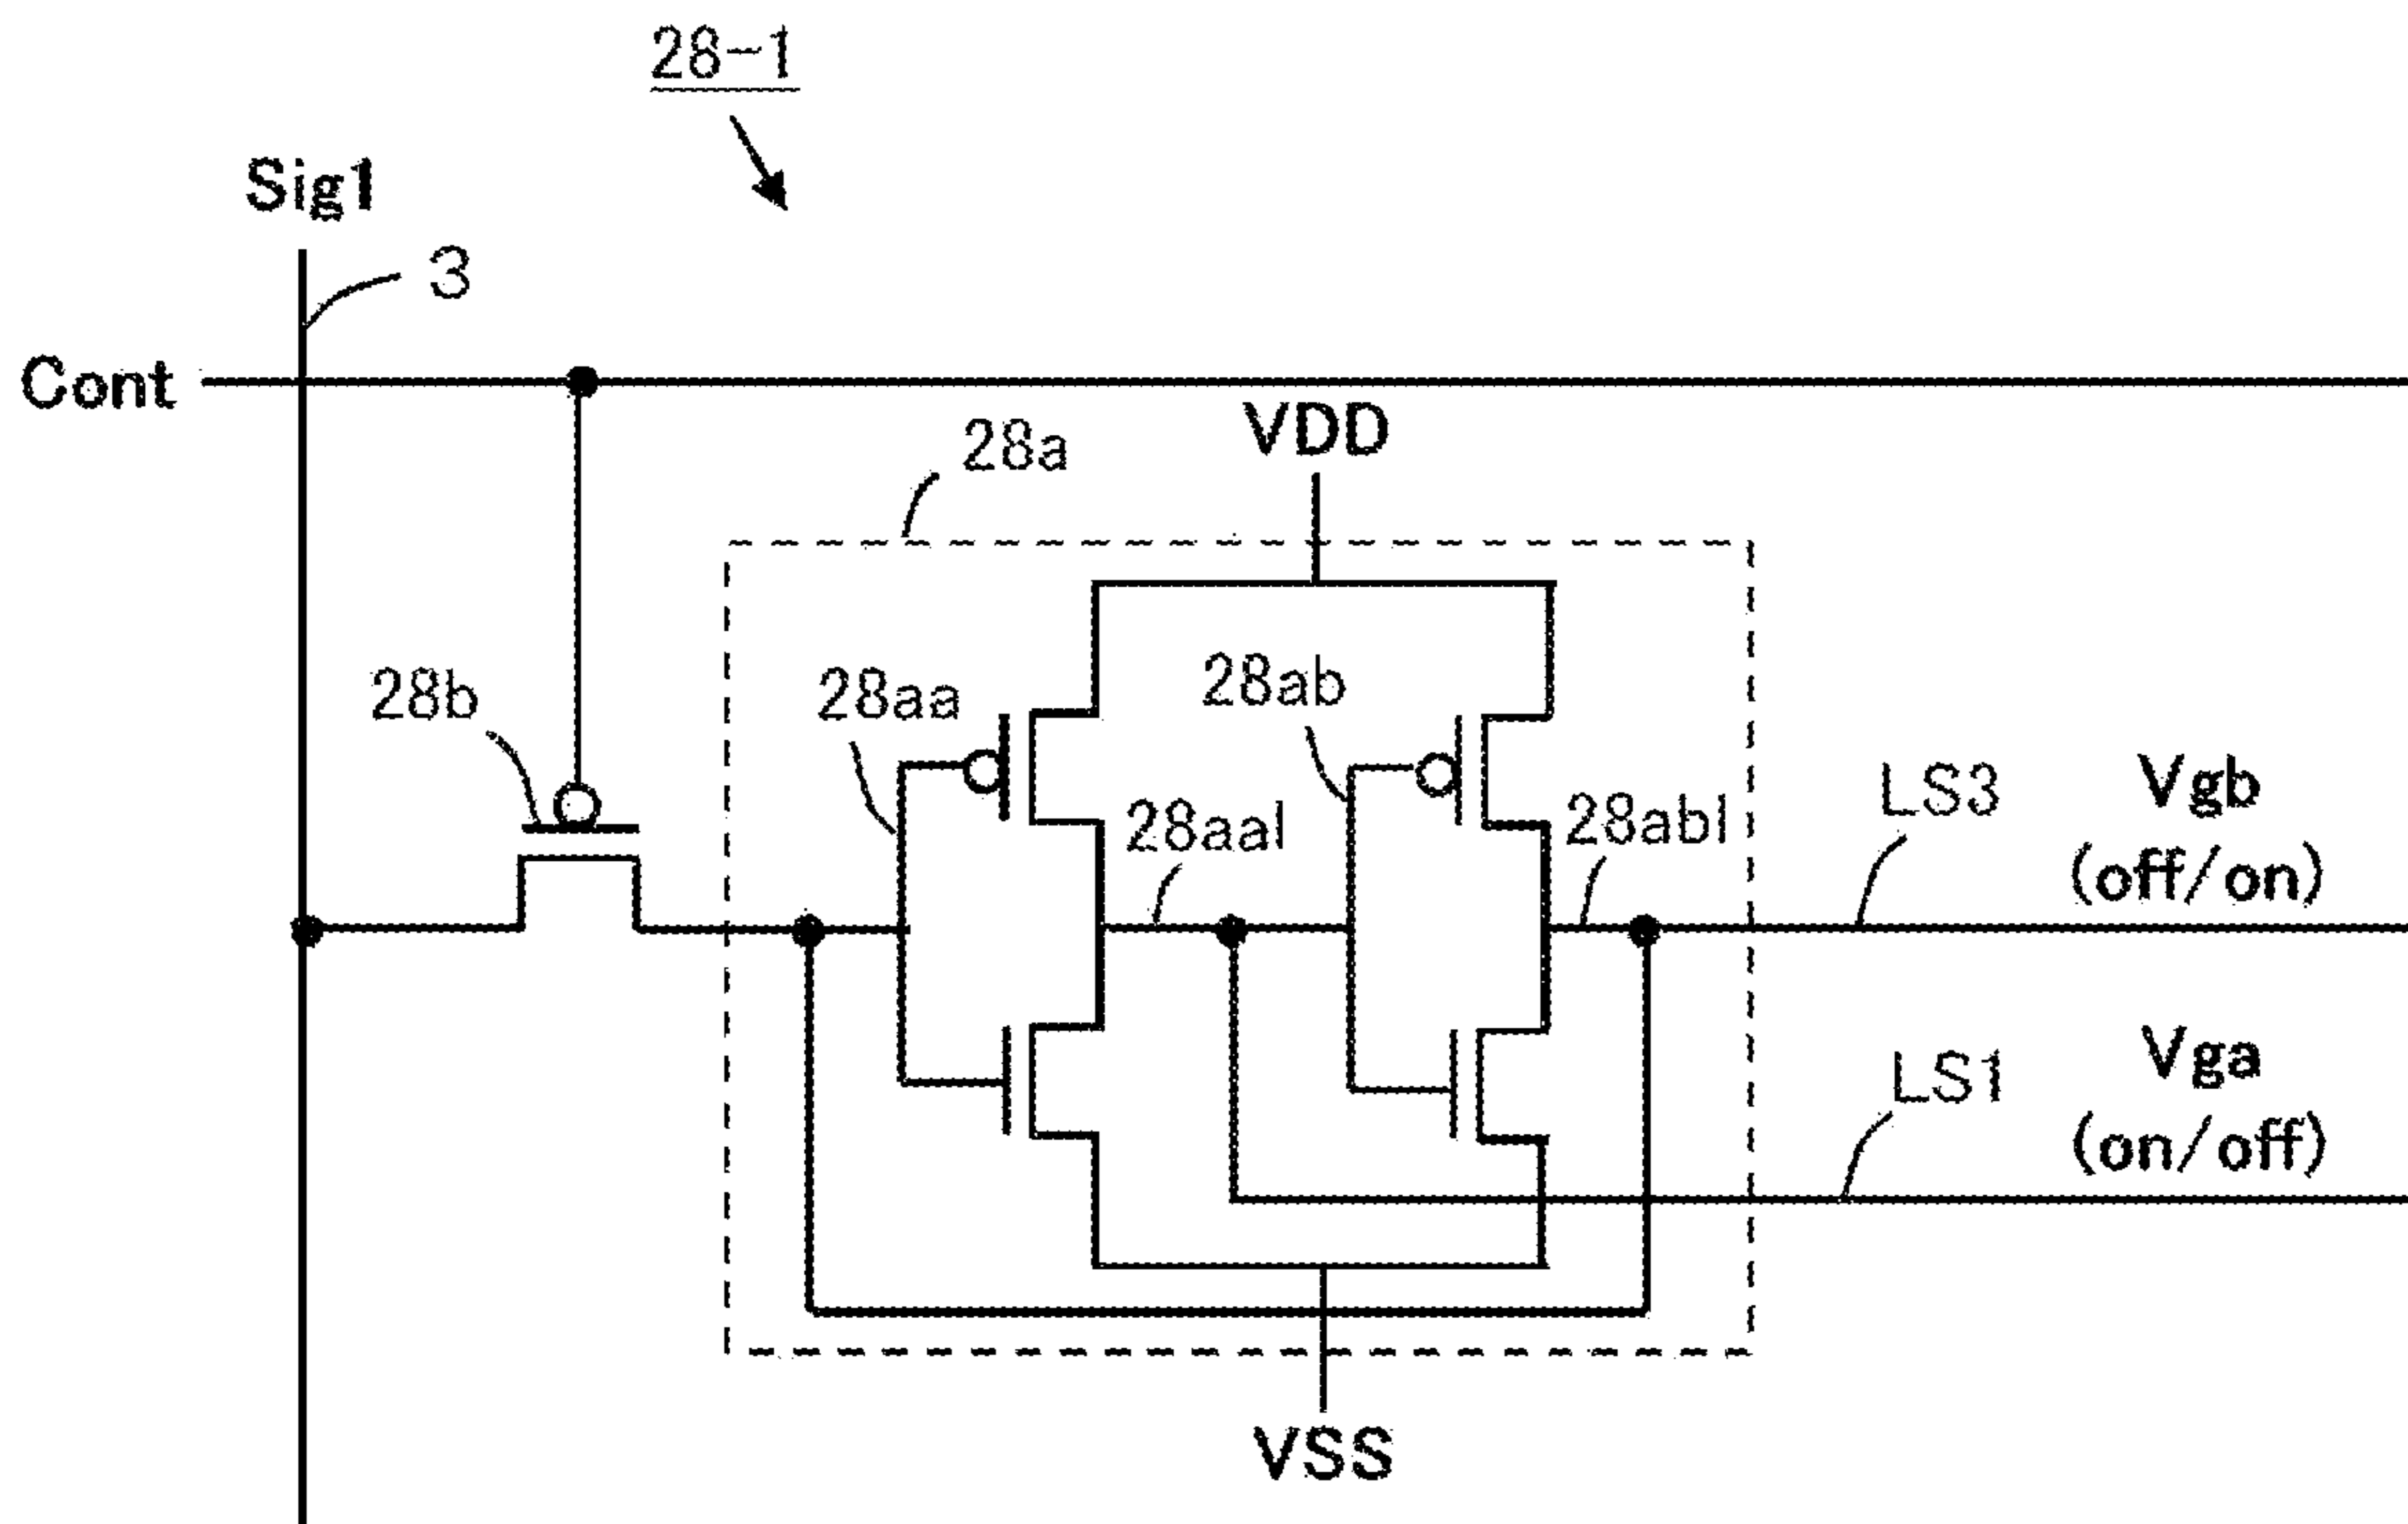 28-1
Sig1
3
Cont
28a
VDD
28b
28aa
28ab
28aal
28abl
LS3
Vgb
(off/on)
LS1
Vga
(on/off)
VSS